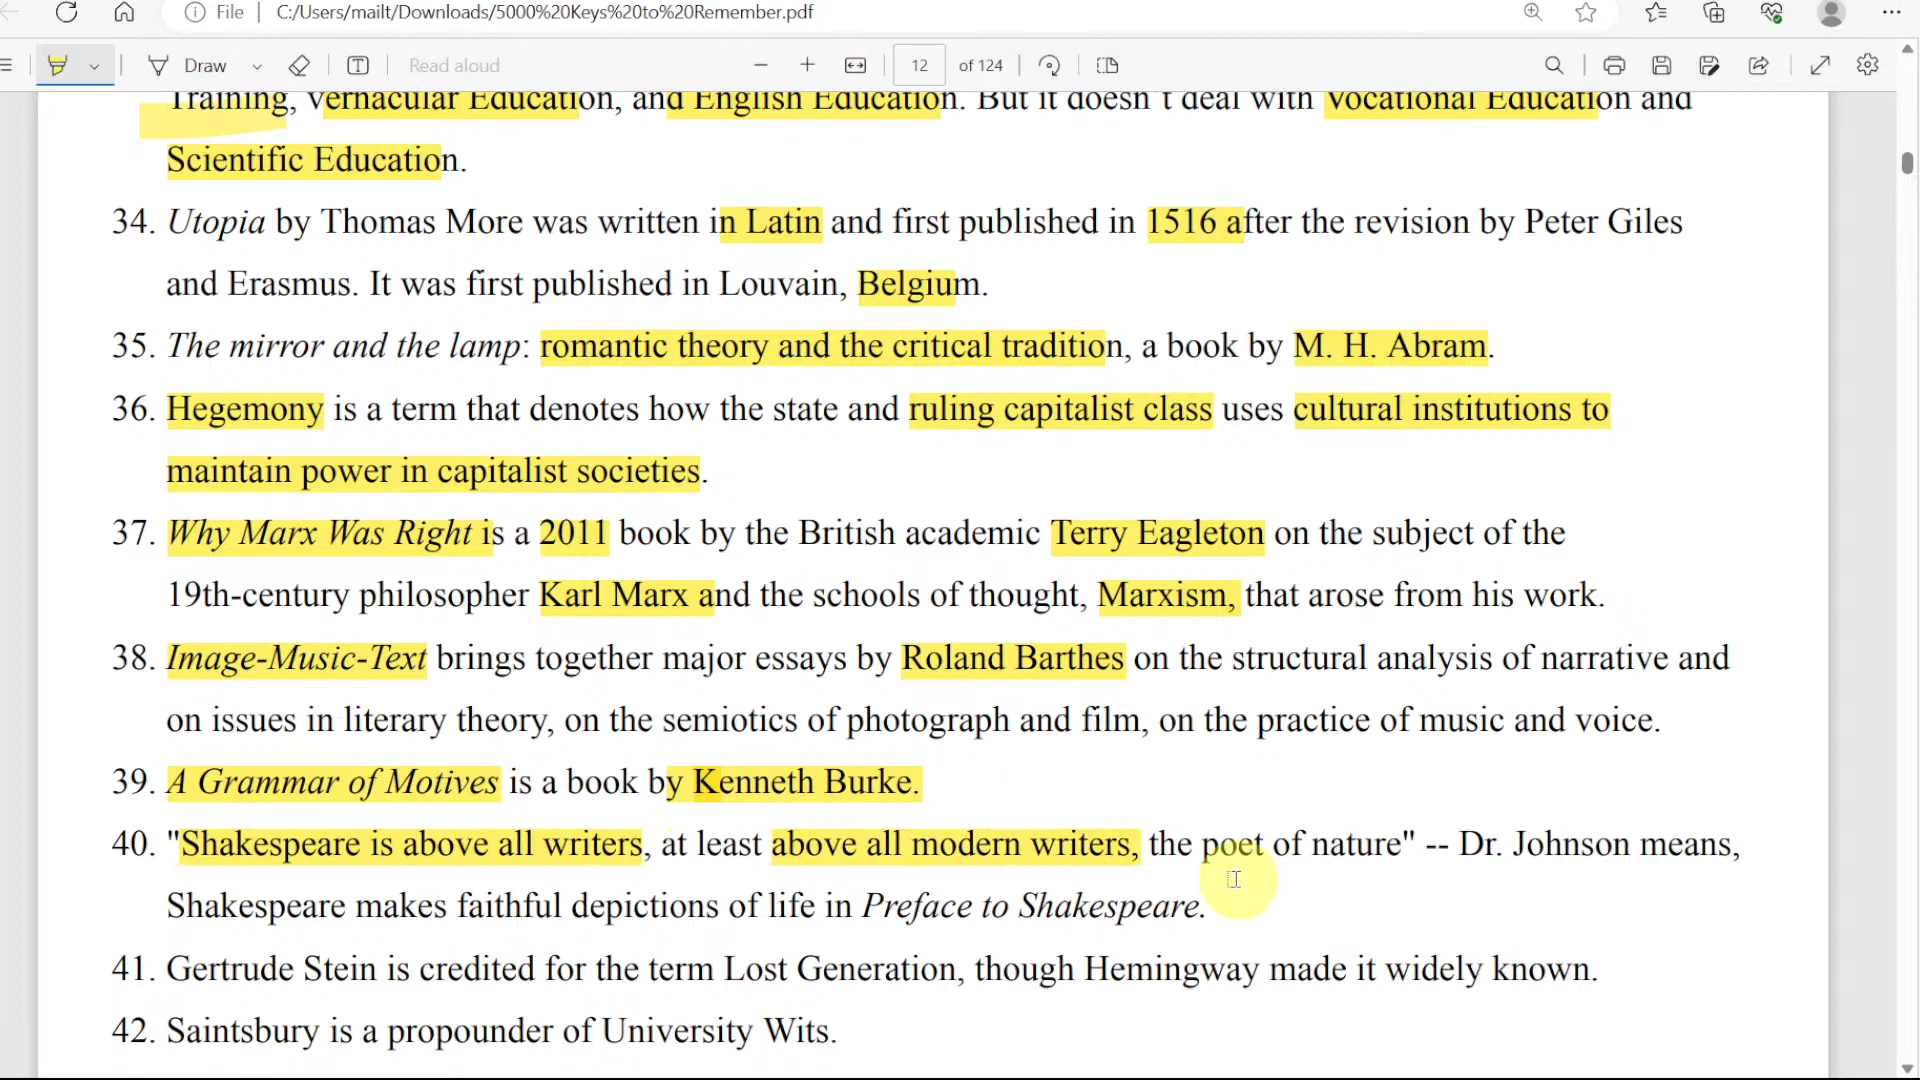 File
C:/Users/mailt/Downloads/5000%20Keys%20to%20Remember.pdf
Draw
Read aloud
12 of 124
Training, Vernacular Education, and English Education. But it doesn't deal with Vocational Education and
Scientific Education.
34. Utopia by Thomas More was written in Latin and first published in 1516 after the revision by Peter Giles
and Erasmus. It was first published in Louvain, Belgium.
35. The mirror and the lamp: romantic theory and the critical tradition, a book by M. H. Abram.
36. Hegemony is a term that denotes how the state and ruling capitalist class uses cultural institutions to
maintain power in capitalist societies.
37. Why Marx Was Right is a 2011 book by the British academic Terry Eagleton on the subject of the
19th-century philosopher Karl Marx and the schools of thought, Marxism, that arose from his work.
38. Image-Music-Text brings together major essays by Roland Barthes on the structural analysis of narrative and
on issues in literary theory, on the semiotics of photograph and film, on the practice of music and voice.
39. A Grammar of Motives is a book by Kenneth Burke.
40. "Shakespeare is above all writers, at least above all modern writers, the poet of nature" -- Dr. Johnson means,
Shakespeare makes faithful depictions of life in Preface to Shakespeare.
41. Gertrude Stein is credited for the term Lost Generation, though Hemingway made it widely known.
42. Saintsbury is a propounder of University Wits.